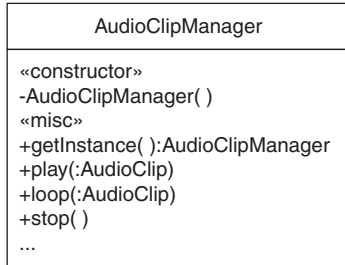 AudioClipManager
«constructor»
-AudioClipManager( )
«misc»
+getInstance( ):AudioClipManager
+play(:AudioClip)
+loop(:AudioClip)
+stop( )
...